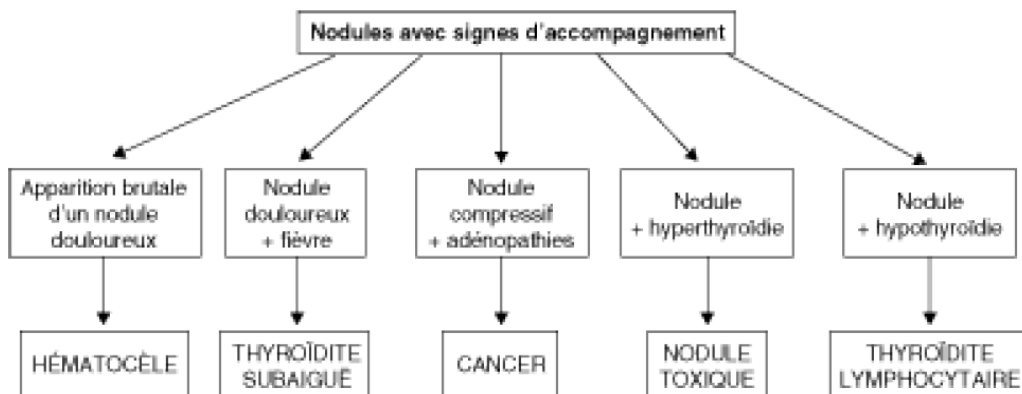 Nodules avec signes d'accompagnement
Apparition brutale
d'un nodule
douloureux
Nodule
douloureux
+ fièvre
Nodule
compressif
+ adénopathies
Nodule
+ hyperthyroïdie
Nodule
+ hypothyroïdie
HÉMATOCÈLE
THYROÏDITE
SUBAIGUË
CANCER
NODULE
TOXIQUE
THYROÏDITE
LYMPHOCYTAIRE